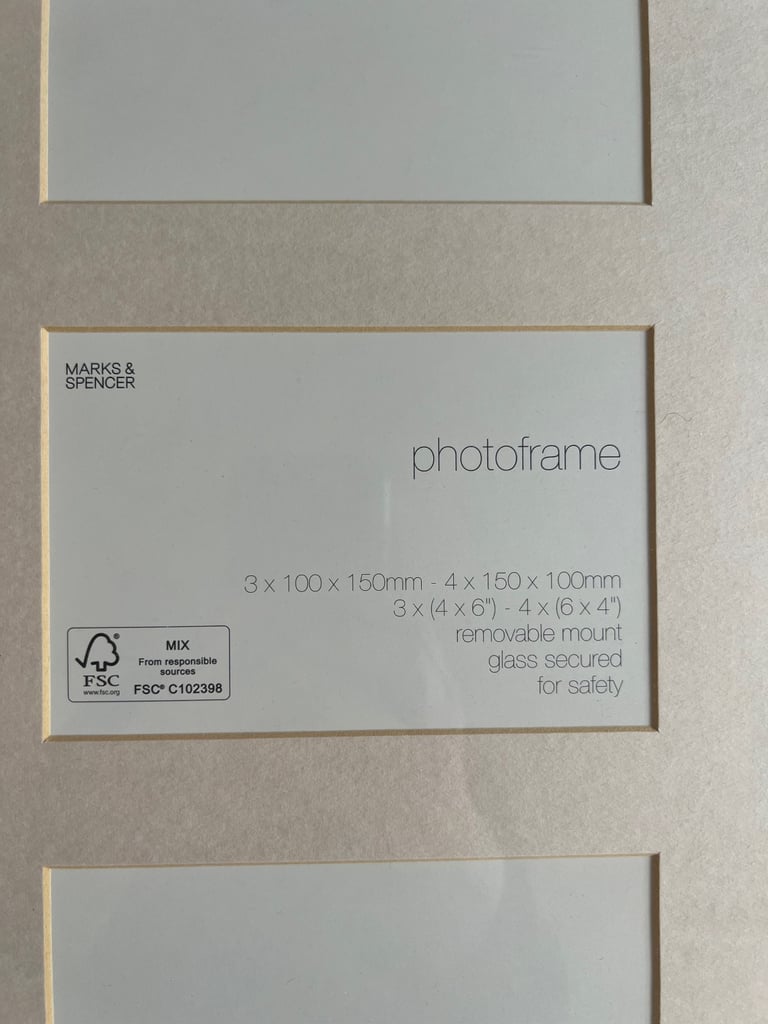 MARKS &
SPENCER
photoframe
3 x 100 x 150mm - 4 x 150 x 100mm
3 x (4 x 6") - 4 x (6 x 4")
removable mount
glass secured
for safety
FSC
www.fsc.org
MIX
From responsible
sources
FSC® C102398